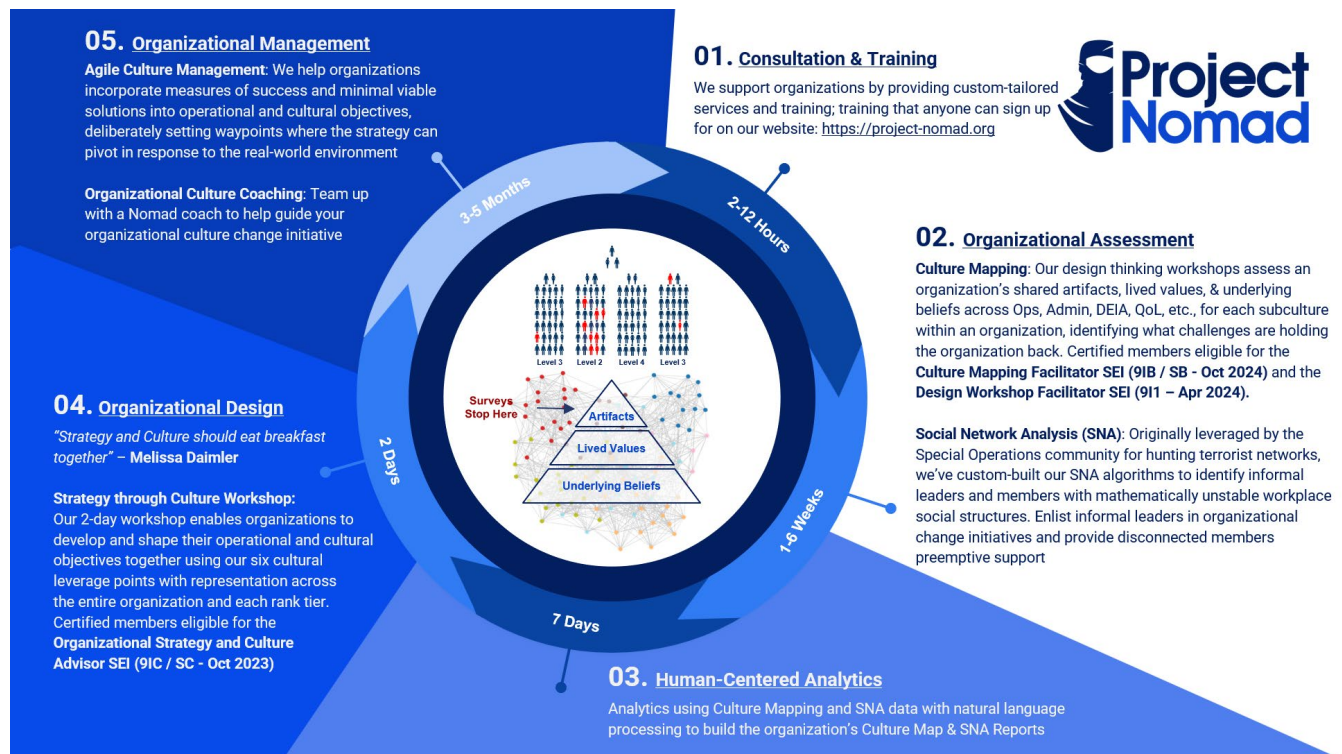 05. Organizational Management
Agile Culture Management: We help organizations
incorporate measures of success and minimal viable
solutions into operational and cultural objectives,
deliberately setting waypoints where the strategy can
pivot in response to the real-world environment
Organizational Culture Coaching: Team up
with a Nomad coach to help guide your
organizational culture change initiative
01. Consultation & Training
We support organizations by providing custom-tailored
services and training; training that anyone can sign up
for on our website: https://project-nomad.org
Project
Nomad
02. Organizational Assessment
Culture Mapping: Our design thinking workshops assess an
organization's shared artifacts, lived values, & underlying
beliefs across Ops, Admin, DEIA, QoL, etc., for each subculture
within an organization, identifying what challenges are holding
the organization back. Certified members eligible for the
Culture Mapping Facilitator SEI (9IB / SB - Oct 2024) and the
Design Workshop Facilitator SEI (9I1 – Apr 2024).
Social Network Analysis (SNA): Originally leveraged by the
Special Operations community for hunting terrorist networks,
we've custom-built our SNA algorithms to identify informal
leaders and members with mathematically unstable workplace
social structures. Enlist informal leaders in organizational
change initiatives and provide disconnected members
preemptive support
03. Human-Centered Analytics
Analytics using Culture Mapping and SNA data with natural language
processing to build the organization's Culture Map & SNA Reports
04. Organizational Design
"Strategy and Culture should eat breakfast
together" – Melissa Daimler
Strategy through Culture Workshop:
Our 2-day workshop enables organizations to
develop and shape their operational and cultural
objectives together using our six cultural
leverage points with representation across
the entire organization and each rank tier.
Certified members eligible for the
Organizational Strategy and Culture
Advisor SEI (9IC / SC - Oct 2023)
3-5 Months
2-12 Hours
1-6 Weeks
7 Days
2 Days
Level 3 Level 2 Level 4 Level 3
Surveys
Stop Here
Artifacts
Lived Values
Underlying Beliefs